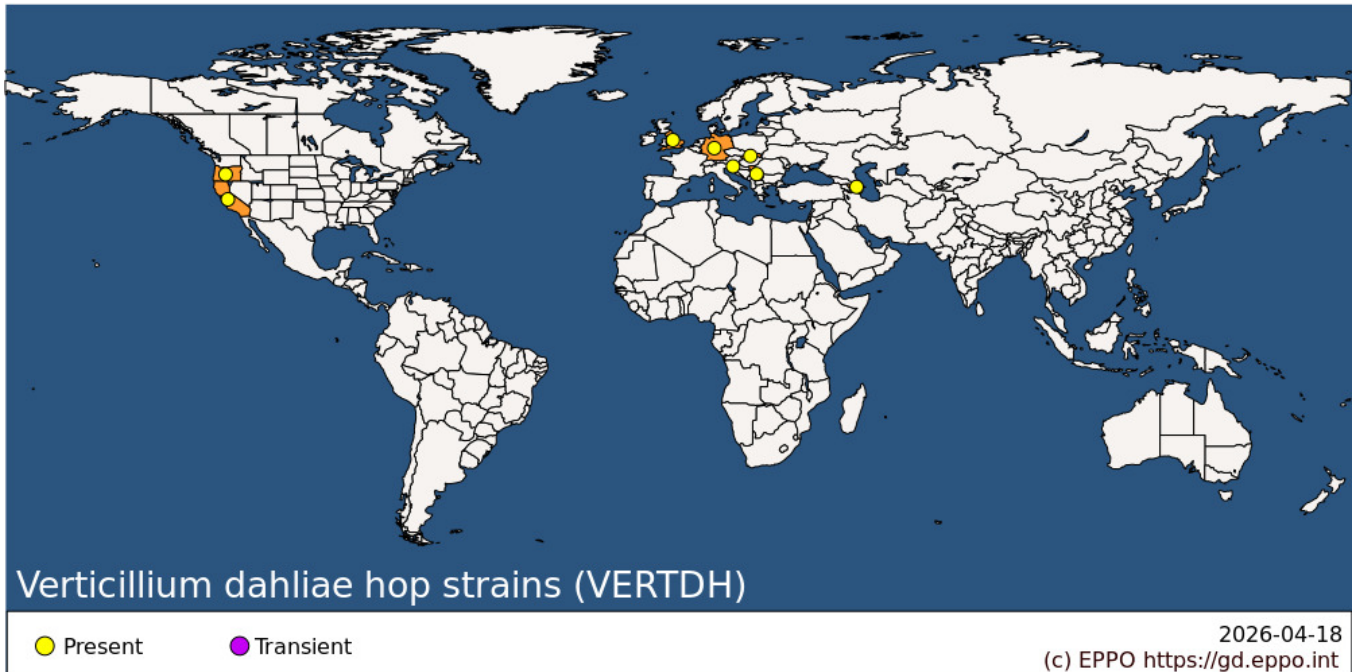 Verticillium dahliae hop strains (VERTDH)
Present
Transient
2026-04-18
(c) EPPO https://gd.eppo.int